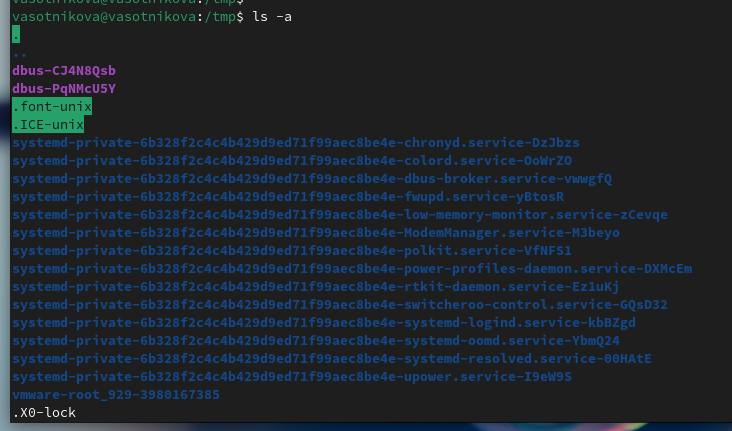 vasotnikova@vasotnikova:/tmp$
vasotnikova@vasotnikova:/tmp$ ls -a
.
..
dbus-CJ4N8Qsb
dbus-PqNMcU5Y
.font-unix
.ICE-unix
systemd-private-6b328f2c4c4b429d9ed71f99aec8be4e-chronyd.service-DzJbzs
systemd-private-6b328f2c4c4b429d9ed71f99aec8be4e-colord.service-OoWrZO
systemd-private-6b328f2c4c4b429d9ed71f99aec8be4e-dbus-broker.service-vwwgfQ
systemd-private-6b328f2c4c4b429d9ed71f99aec8be4e-fwupd.service-yBtosR
systemd-private-6b328f2c4c4b429d9ed71f99aec8be4e-low-memory-monitor.service-zCevqe
systemd-private-6b328f2c4c4b429d9ed71f99aec8be4e-ModemManager.service-M3beyo
systemd-private-6b328f2c4c4b429d9ed71f99aec8be4e-polkit.service-VfNFS1
systemd-private-6b328f2c4c4b429d9ed71f99aec8be4e-power-profiles-daemon.service-DXMcEm
systemd-private-6b328f2c4c4b429d9ed71f99aec8be4e-rtkit-daemon.service-Ez1uKj
systemd-private-6b328f2c4c4b429d9ed71f99aec8be4e-switcheroo-control.service-GQsD32
systemd-private-6b328f2c4c4b429d9ed71f99aec8be4e-systemd-logind.service-kbBZgd
systemd-private-6b328f2c4c4b429d9ed71f99aec8be4e-systemd-oomd.service-YbmQ24
systemd-private-6b328f2c4c4b429d9ed71f99aec8be4e-systemd-resolved.service-00HAtE
systemd-private-6b328f2c4c4b429d9ed71f99aec8be4e-upower.service-I9eW9S
vmware-root_929-3980167385
.X0-lock